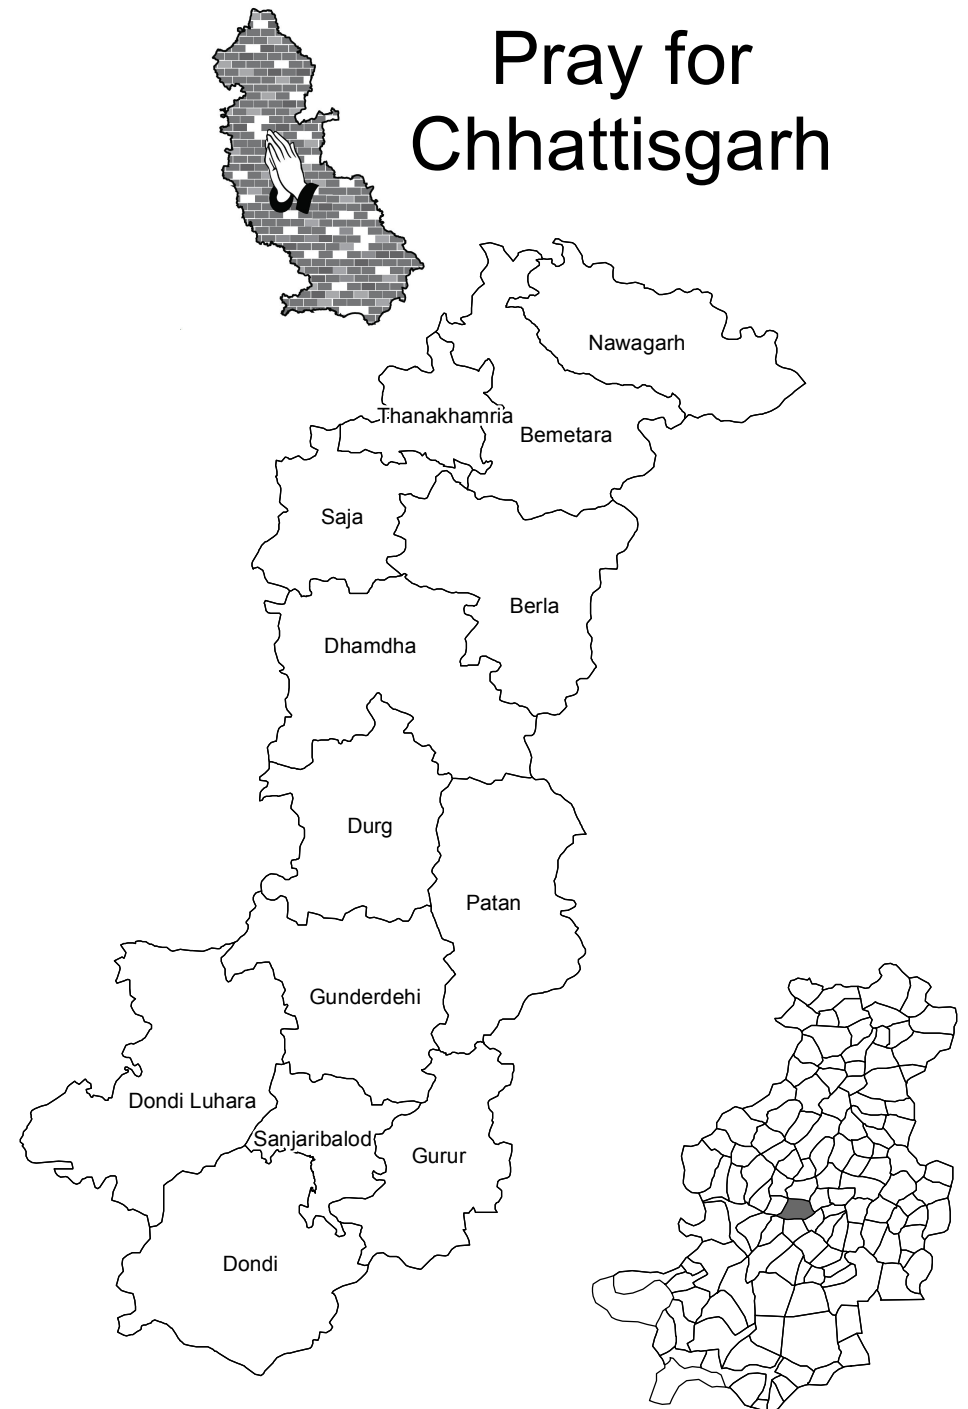 Pray for
Chhattisgarh
Nawagarh
Thanakhamria
Bemetara
Saja
Berla
Dhamdha
Durg
Patan
Gunderdehi
Dondi Luhara
Sanjaribalod
Gurur
Dondi